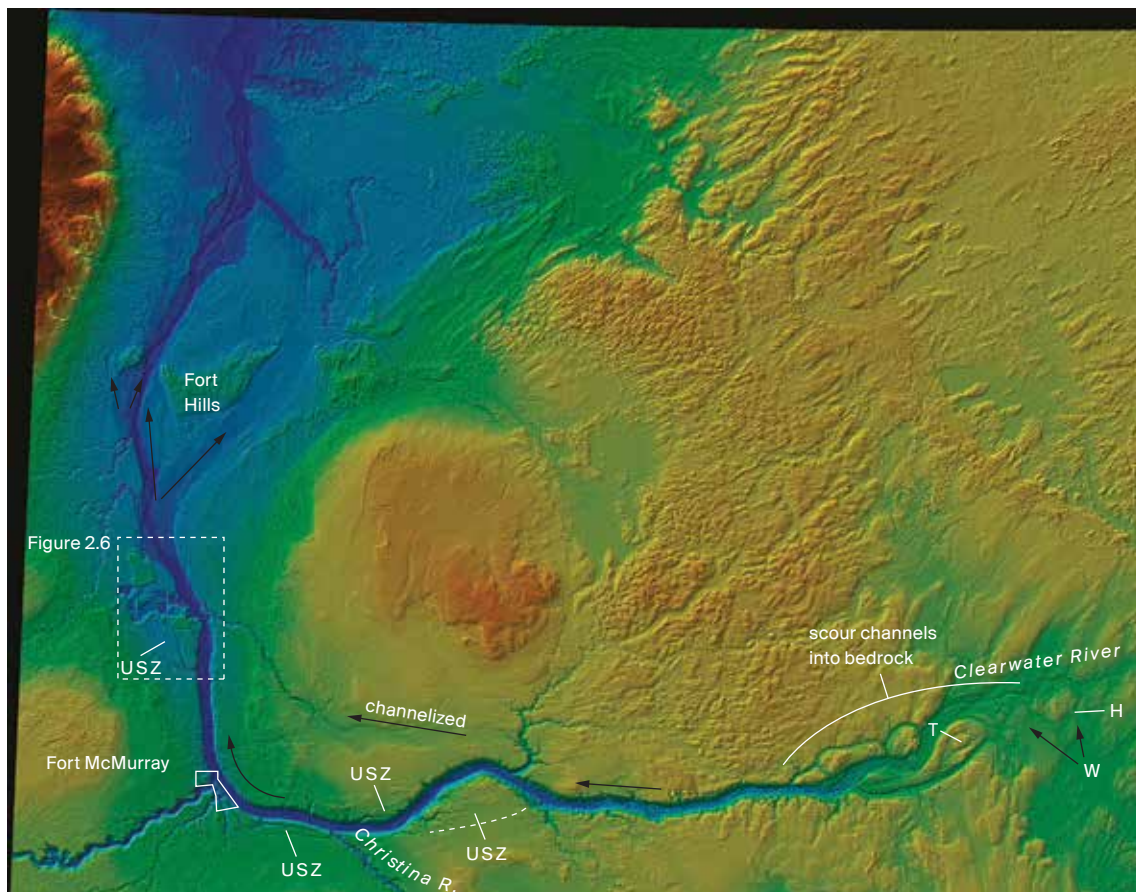 Fort
Hills
Figure 2.6
USZ
scour channels
into bedrock
Clearwater River
H
T
channelized
W
Fort McMurray
USZ
USZ
Christina R.
USZ